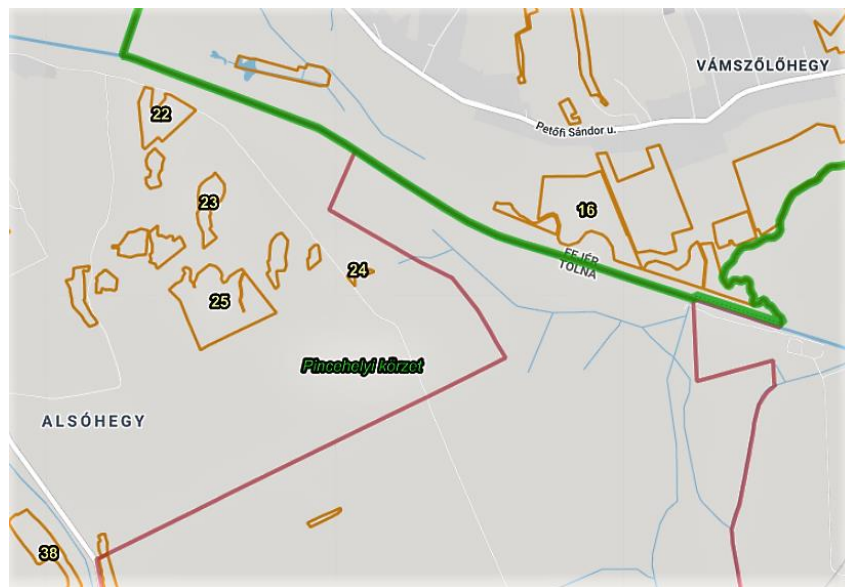 VÁMSZŐLŐHEGY
22
Petőfi Sándor u.
23
16
FEJÉR
TOLNA
24
25
Pincehelyi körzet
ALSÓHEGY
38